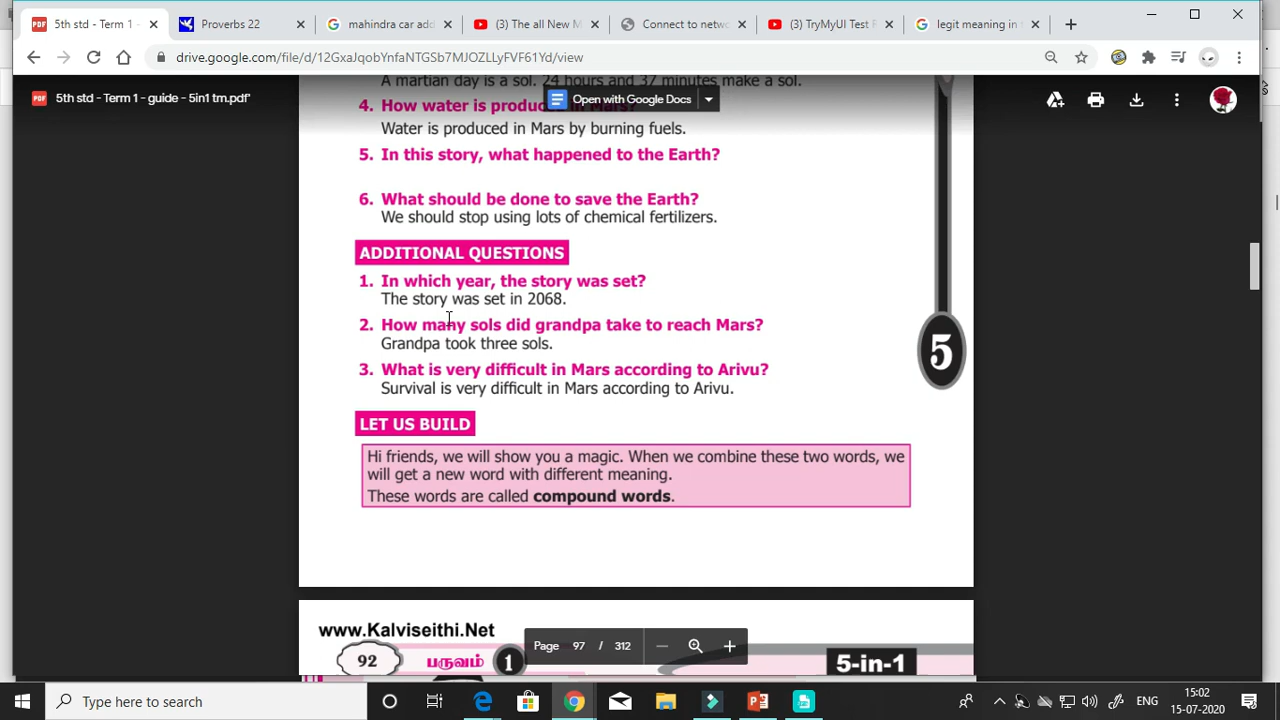 5th std - Term 1 - g
Proverbs 22
mahindra car add
(3) The all New M
Connect to netwo
(3) TryMyUI Test R
legit meaning in t
drive.google.com/file/d/12GxaJqobYnfaNTGSb7MJOZLLyFVF61Yd/view
5th std - Term 1 - guide - 5in1 tm.pdf'
Open with Google Docs
A martian day is a sol. 24 hours and 37 minutes make a sol.
4. How water is produced in Mars?
Water is produced in Mars by burning fuels.
5. In this story, what happened to the Earth?
6. What should be done to save the Earth?
We should stop using lots of chemical fertilizers.
ADDITIONAL QUESTIONS
1. In which year, the story was set?
The story was set in 2068.
2. How many sols did grandpa take to reach Mars?
Grandpa took three sols.
3. What is very difficult in Mars according to Arivu?
Survival is very difficult in Mars according to Arivu.
5
LET US BUILD
Hi friends, we will show you a magic. When we combine these two words, we
will get a new word with different meaning.
These words are called compound words.
www.Kalviseithi.Net
Page 97 / 312
92 பருவம் 1 5-in-1
Type here to search
ENG
15:02
15-07-2020